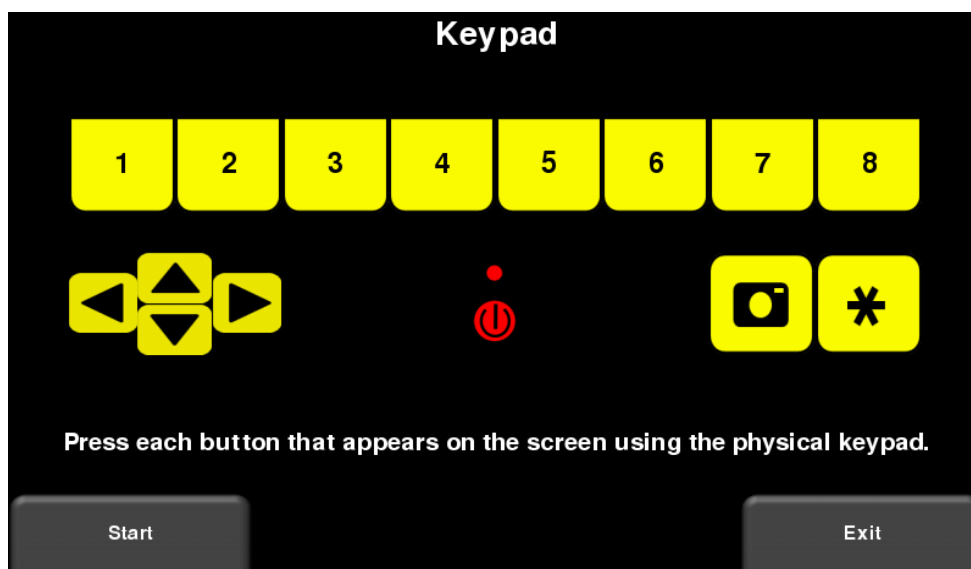 Keypad
1 2 3 4 5 6 7 8
*
Press each button that appears on the screen using the physical keypad.
Start Exit